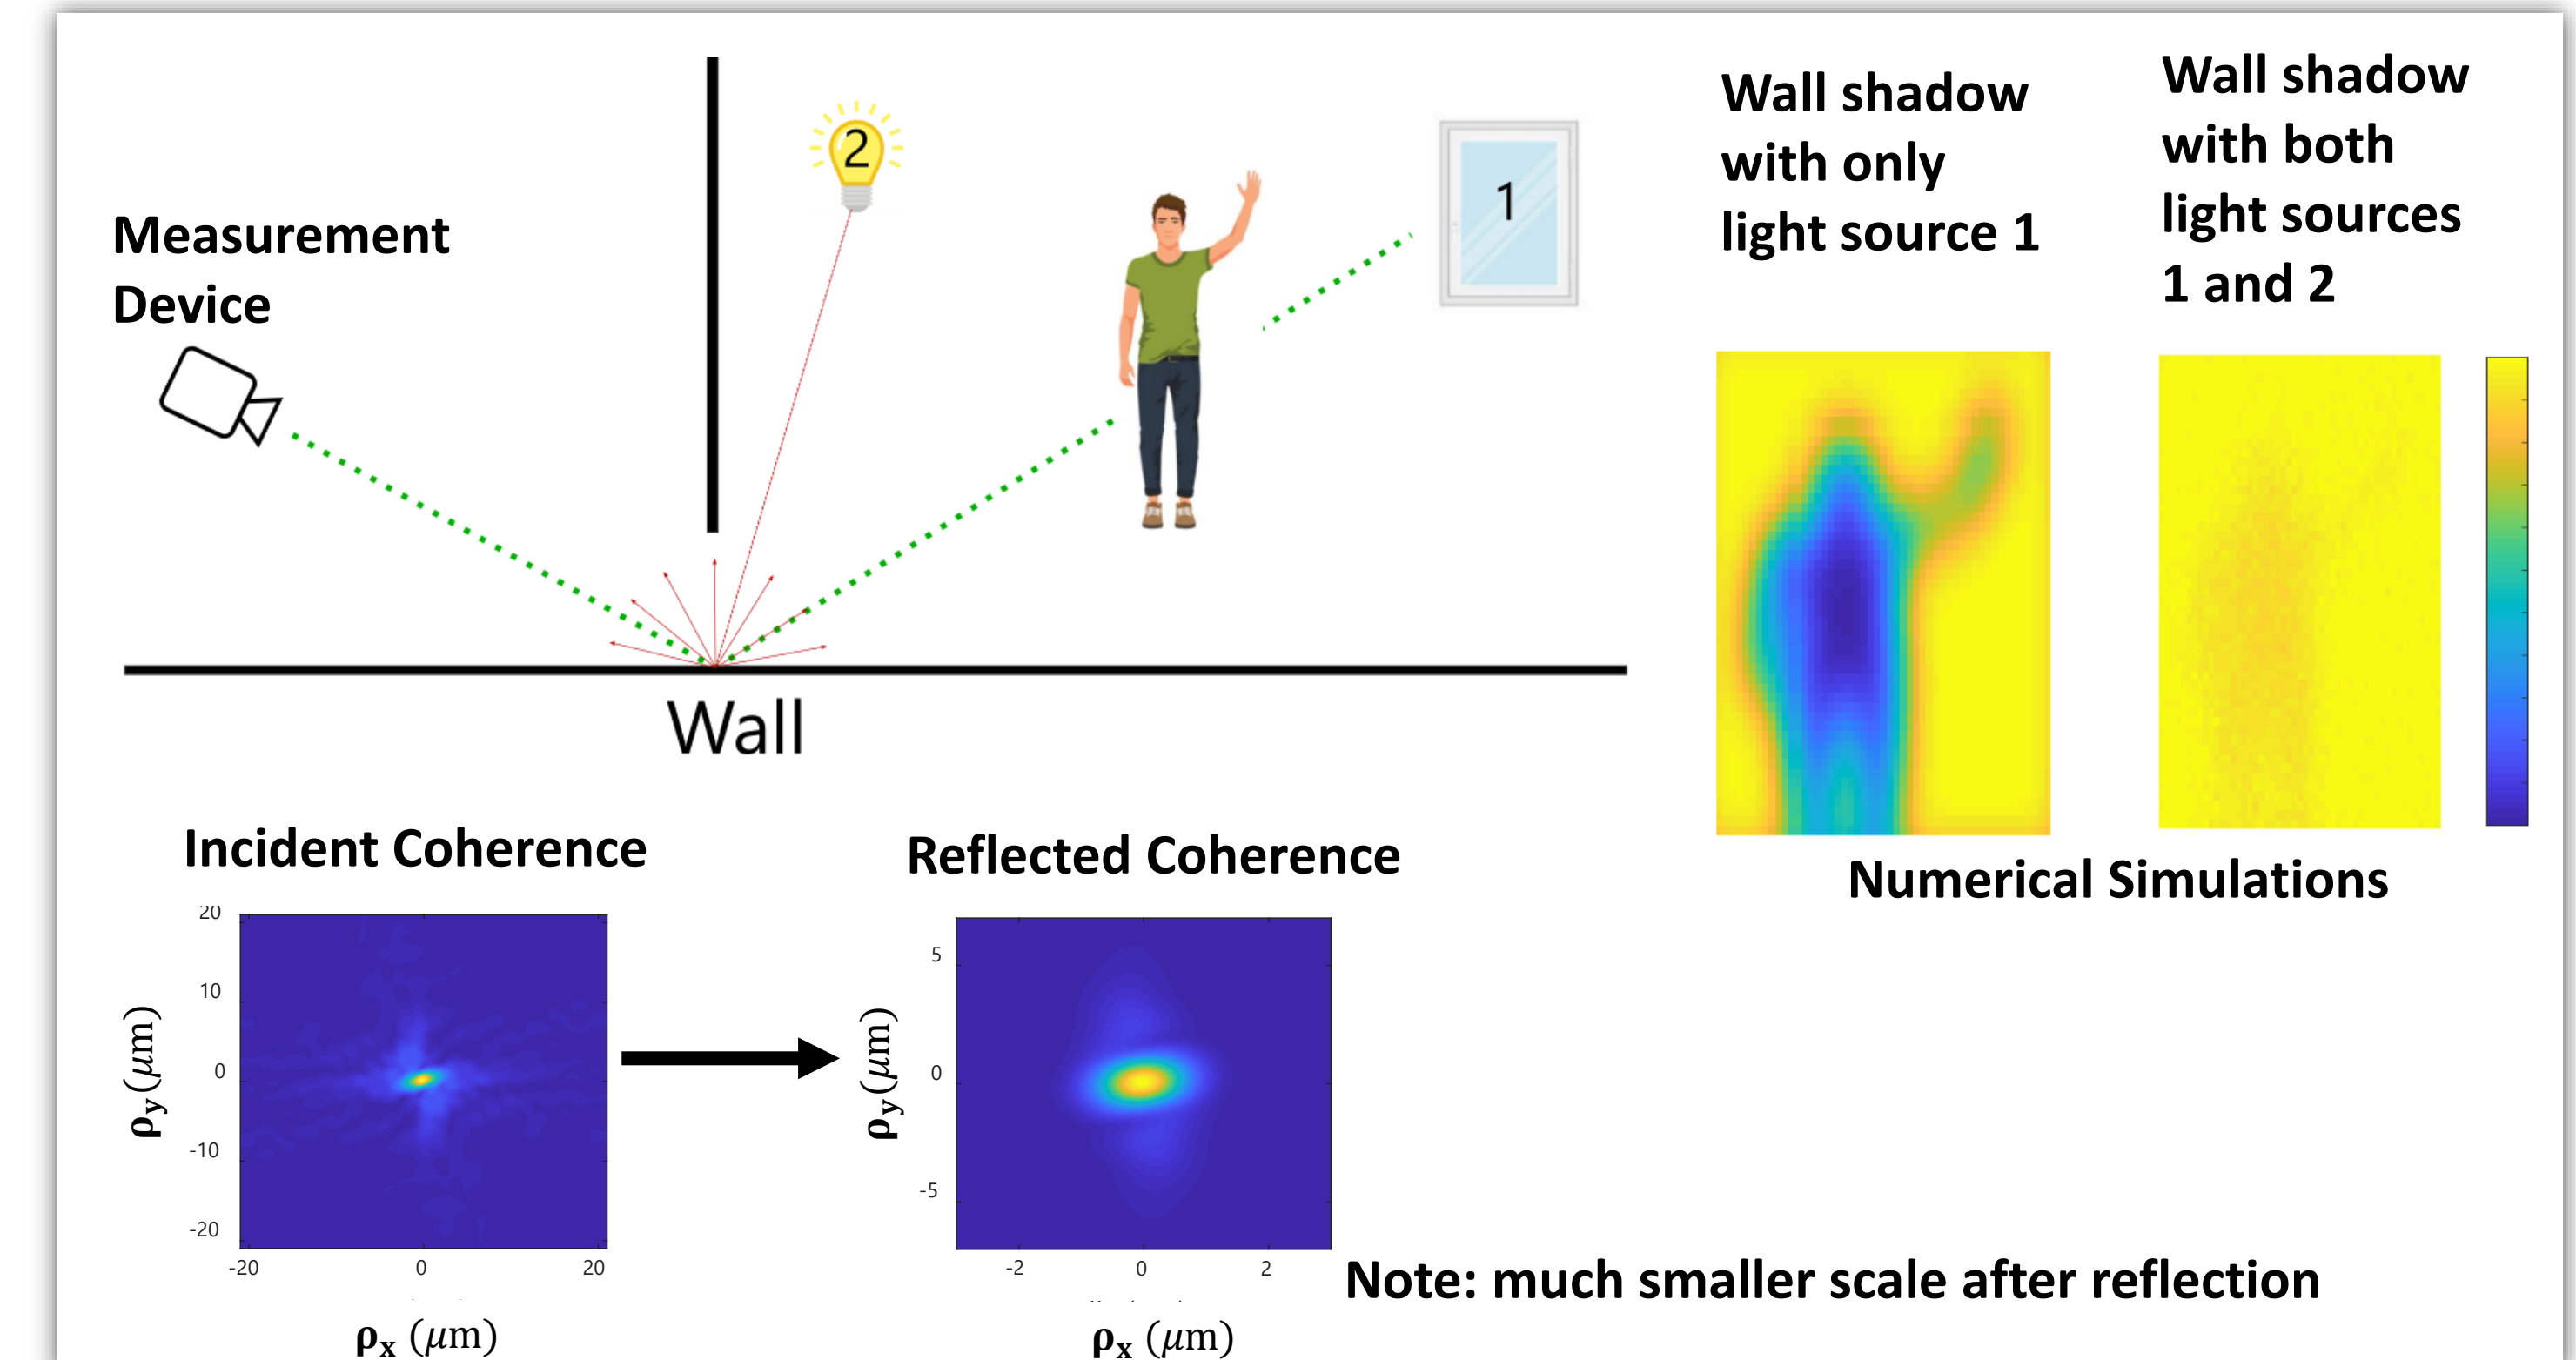 Measurement
Device
2
1
Wall
Wall shadow
with only
light source 1
Wall shadow
with both
light sources
1 and 2
Numerical Simulations
Incident Coherence
20
10
0
-10
-20
-20 0 20
ρy(μm)
ρx (μm)
Reflected Coherence
5
0
-5
-2 0 2
ρy(μm)
ρx (μm)
Note: much smaller scale after reflection